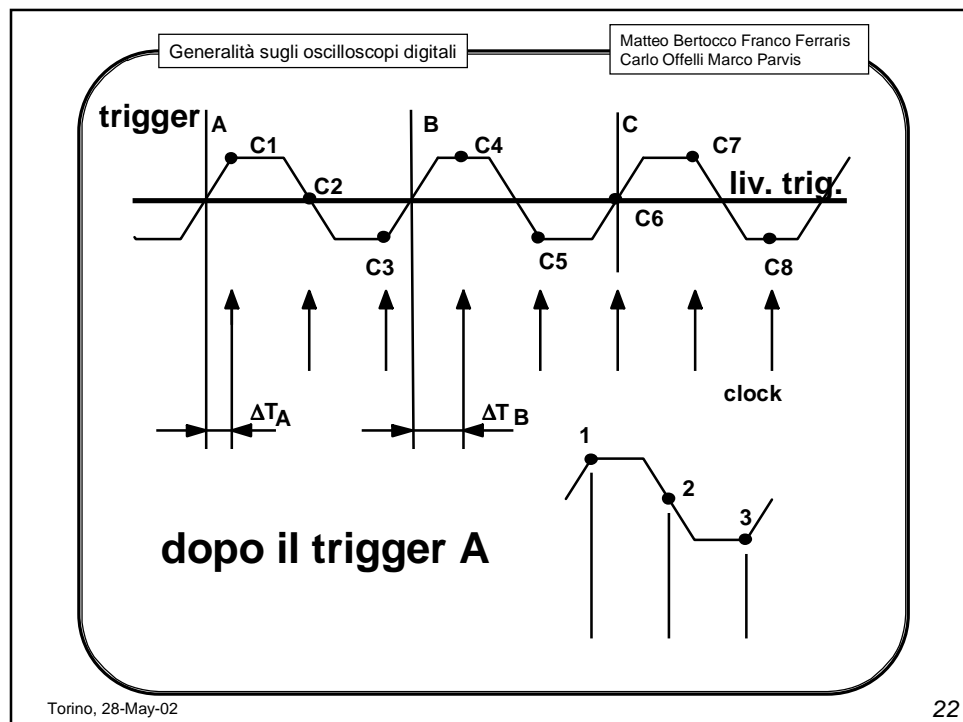 Generalità sugli oscilloscopi digitali
Matteo Bertocco Franco Ferraris
Carlo Offelli Marco Parvis
trigger
A
B
C
C1
C2
C3
C4
C5
C6
C7
C8
liv. trig.
clock
ΔTA
ΔT B
1
2
3
dopo il trigger A
Torino, 28-May-02
22